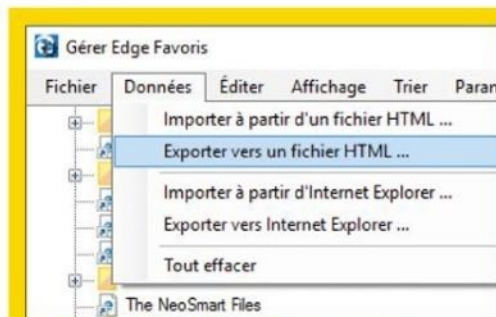 Gérer Edge Favoris
Fichier Données Éditer Affichage Trier
Importer à partir d'un fichier HTML ...
Exporter vers un fichier HTML ...
Importer à partir d'Internet Explorer ...
Exporter vers Internet Explorer ...
Tout effacer
The NeoSmart Files